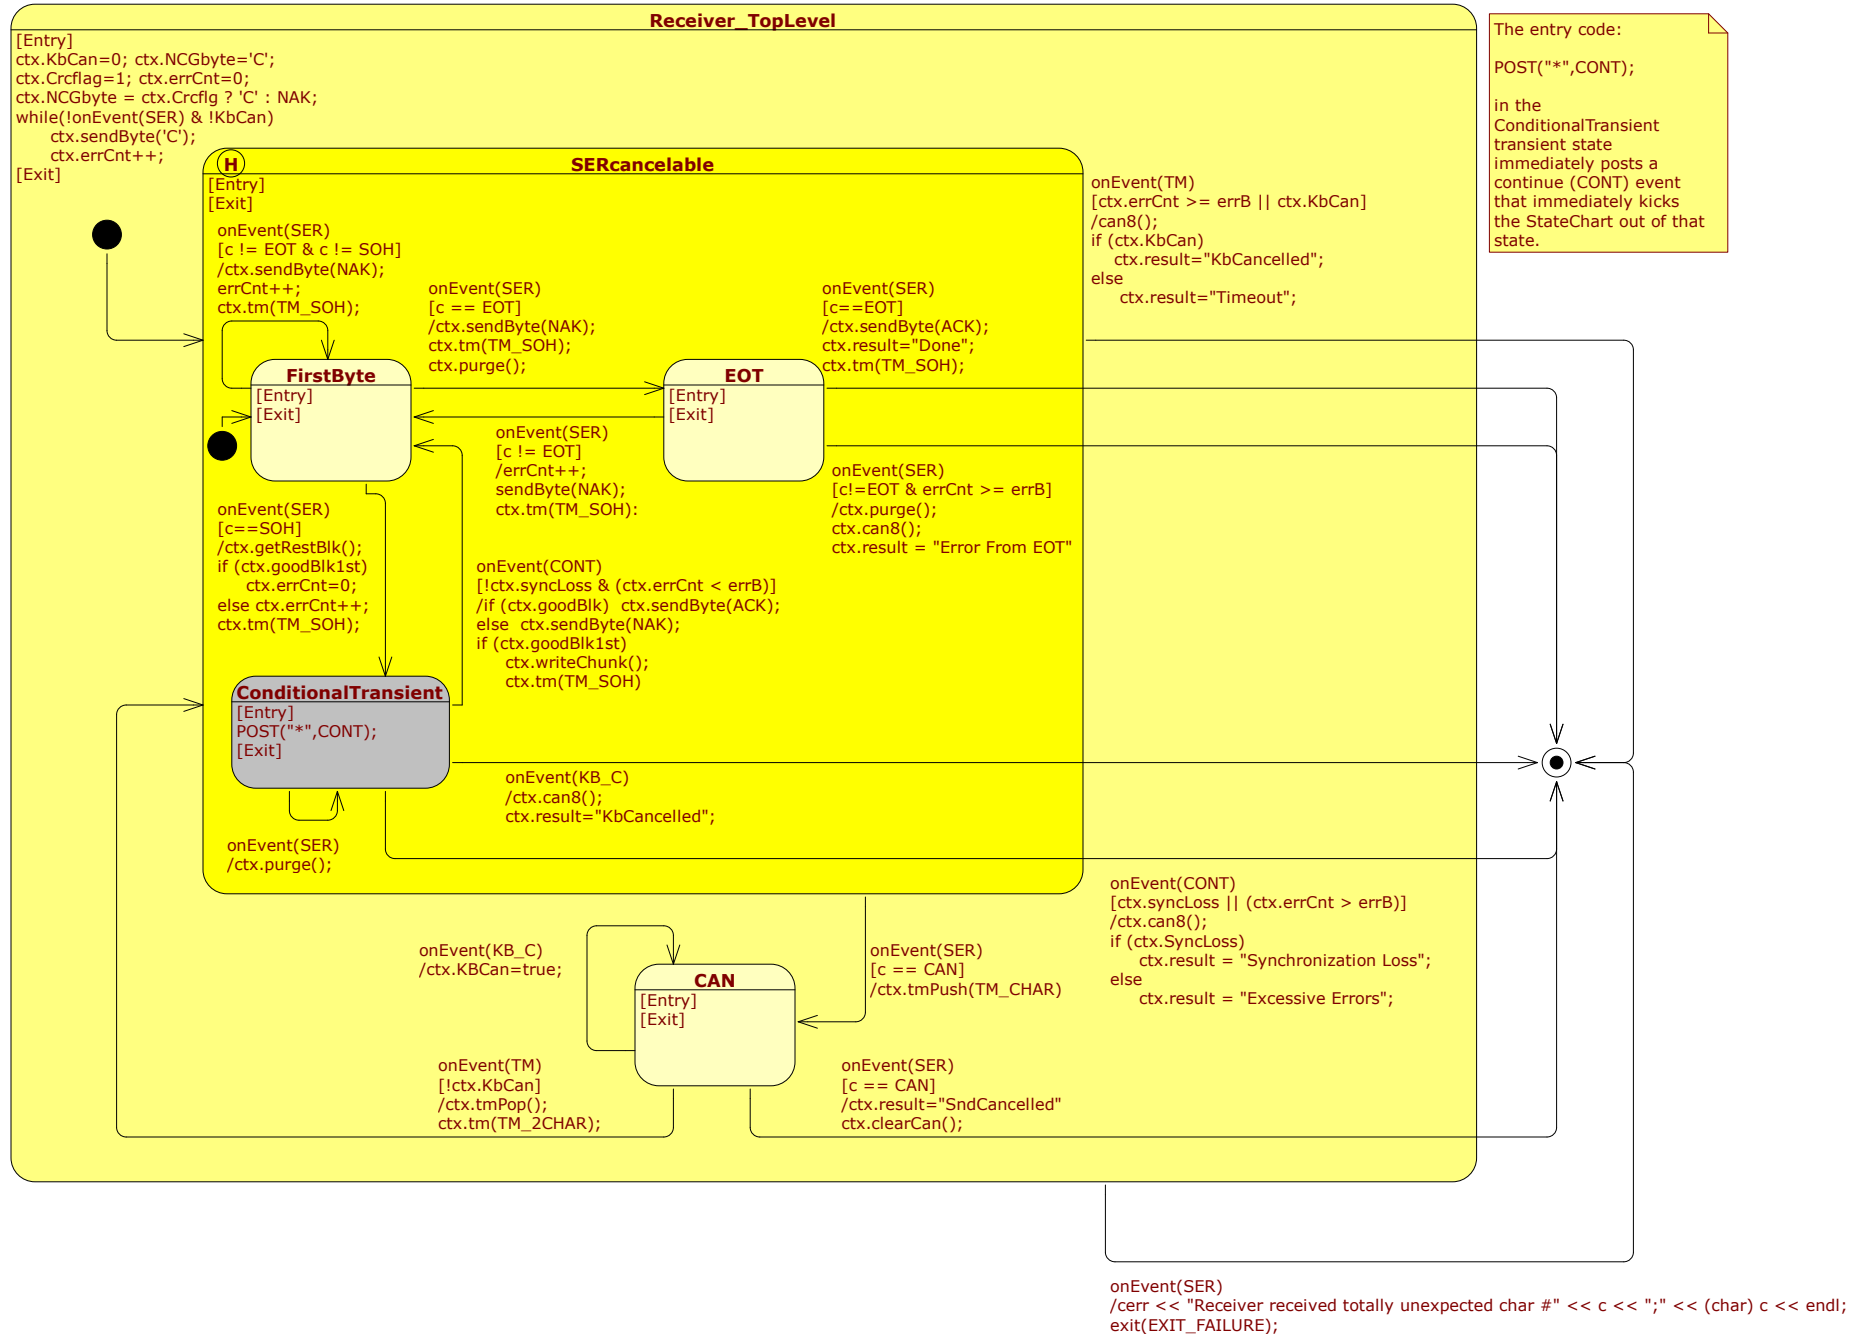 Receiver_TopLevel
[Entry]
ctx.KbCan=0; ctx.NCGbyte='C';
ctx.Crcflag=1; ctx.errCnt=0;
ctx.NCGbyte = ctx.Crcflg ? 'C' : NAK;
while(!onEvent(SER) & !KbCan)
ctx.sendByte('C');
ctx.errCnt++;
[Exit]
The entry code:
POST("*",CONT);
in the
ConditionalTransient
transient state
immediately posts a
continue (CONT) event
that immediately kicks
the StateChart out of that
state.
H
SERcancelable
[Entry]
[Exit]
onEvent(TM)
[ctx.errCnt >= errB || ctx.KbCan]
/can8();
if (ctx.KbCan)
ctx.result="KbCancelled";
else
ctx.result="Timeout";
onEvent(SER)
[c != EOT & c != SOH]
/ctx.sendByte(NAK);
errCnt++;
ctx.tm(TM_SOH);
onEvent(SER)
[c == EOT]
/ctx.sendByte(NAK);
ctx.tm(TM_SOH);
ctx.purge();
onEvent(SER)
[c==EOT]
/ctx.sendByte(ACK);
ctx.result="Done";
ctx.tm(TM_SOH);
FirstByte
[Entry]
[Exit]
EOT
[Entry]
[Exit]
onEvent(SER)
[c != EOT]
/errCnt++;
sendByte(NAK);
ctx.tm(TM_SOH):
onEvent(SER)
[c!=EOT & errCnt >= errB]
/ctx.purge();
ctx.can8();
ctx.result = "Error From EOT"
onEvent(SER)
[c==SOH]
/ctx.getRestBlk();
if (ctx.goodBlk1st)
ctx.errCnt=0;
else ctx.errCnt++;
ctx.tm(TM_SOH);
onEvent(CONT)
[!ctx.syncLoss & (ctx.errCnt < errB)]
/if (ctx.goodBlk)  ctx.sendByte(ACK);
else  ctx.sendByte(NAK);
if (ctx.goodBlk1st)
ctx.writeChunk();
ctx.tm(TM_SOH)
ConditionalTransient
[Entry]
POST("*",CONT);
[Exit]
onEvent(KB_C)
/ctx.can8();
ctx.result="KbCancelled";
onEvent(SER)
/ctx.purge();
onEvent(CONT)
[ctx.syncLoss || (ctx.errCnt > errB)]
/ctx.can8();
if (ctx.SyncLoss)
ctx.result = "Synchronization Loss";
else
ctx.result = "Excessive Errors";
onEvent(KB_C)
/ctx.KBCan=true;
onEvent(SER)
[c == CAN]
/ctx.tmPush(TM_CHAR)
CAN
[Entry]
[Exit]
onEvent(TM)
[!ctx.KbCan]
/ctx.tmPop();
ctx.tm(TM_2CHAR);
onEvent(SER)
[c == CAN]
/ctx.result="SndCancelled"
ctx.clearCan();
onEvent(SER)
/cerr << "Receiver received totally unexpected char #" << c << ";" << (char) c << endl;
exit(EXIT_FAILURE);